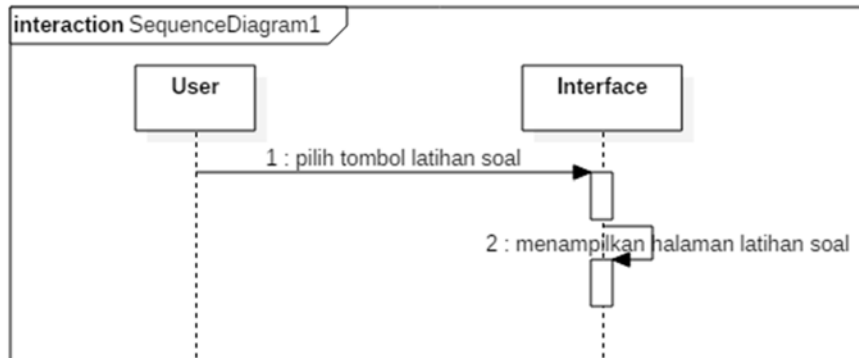 interaction SequenceDiagram1
User
Interface
1 : pilih tombol latihan soal
2 : menampilkan halaman latihan soal